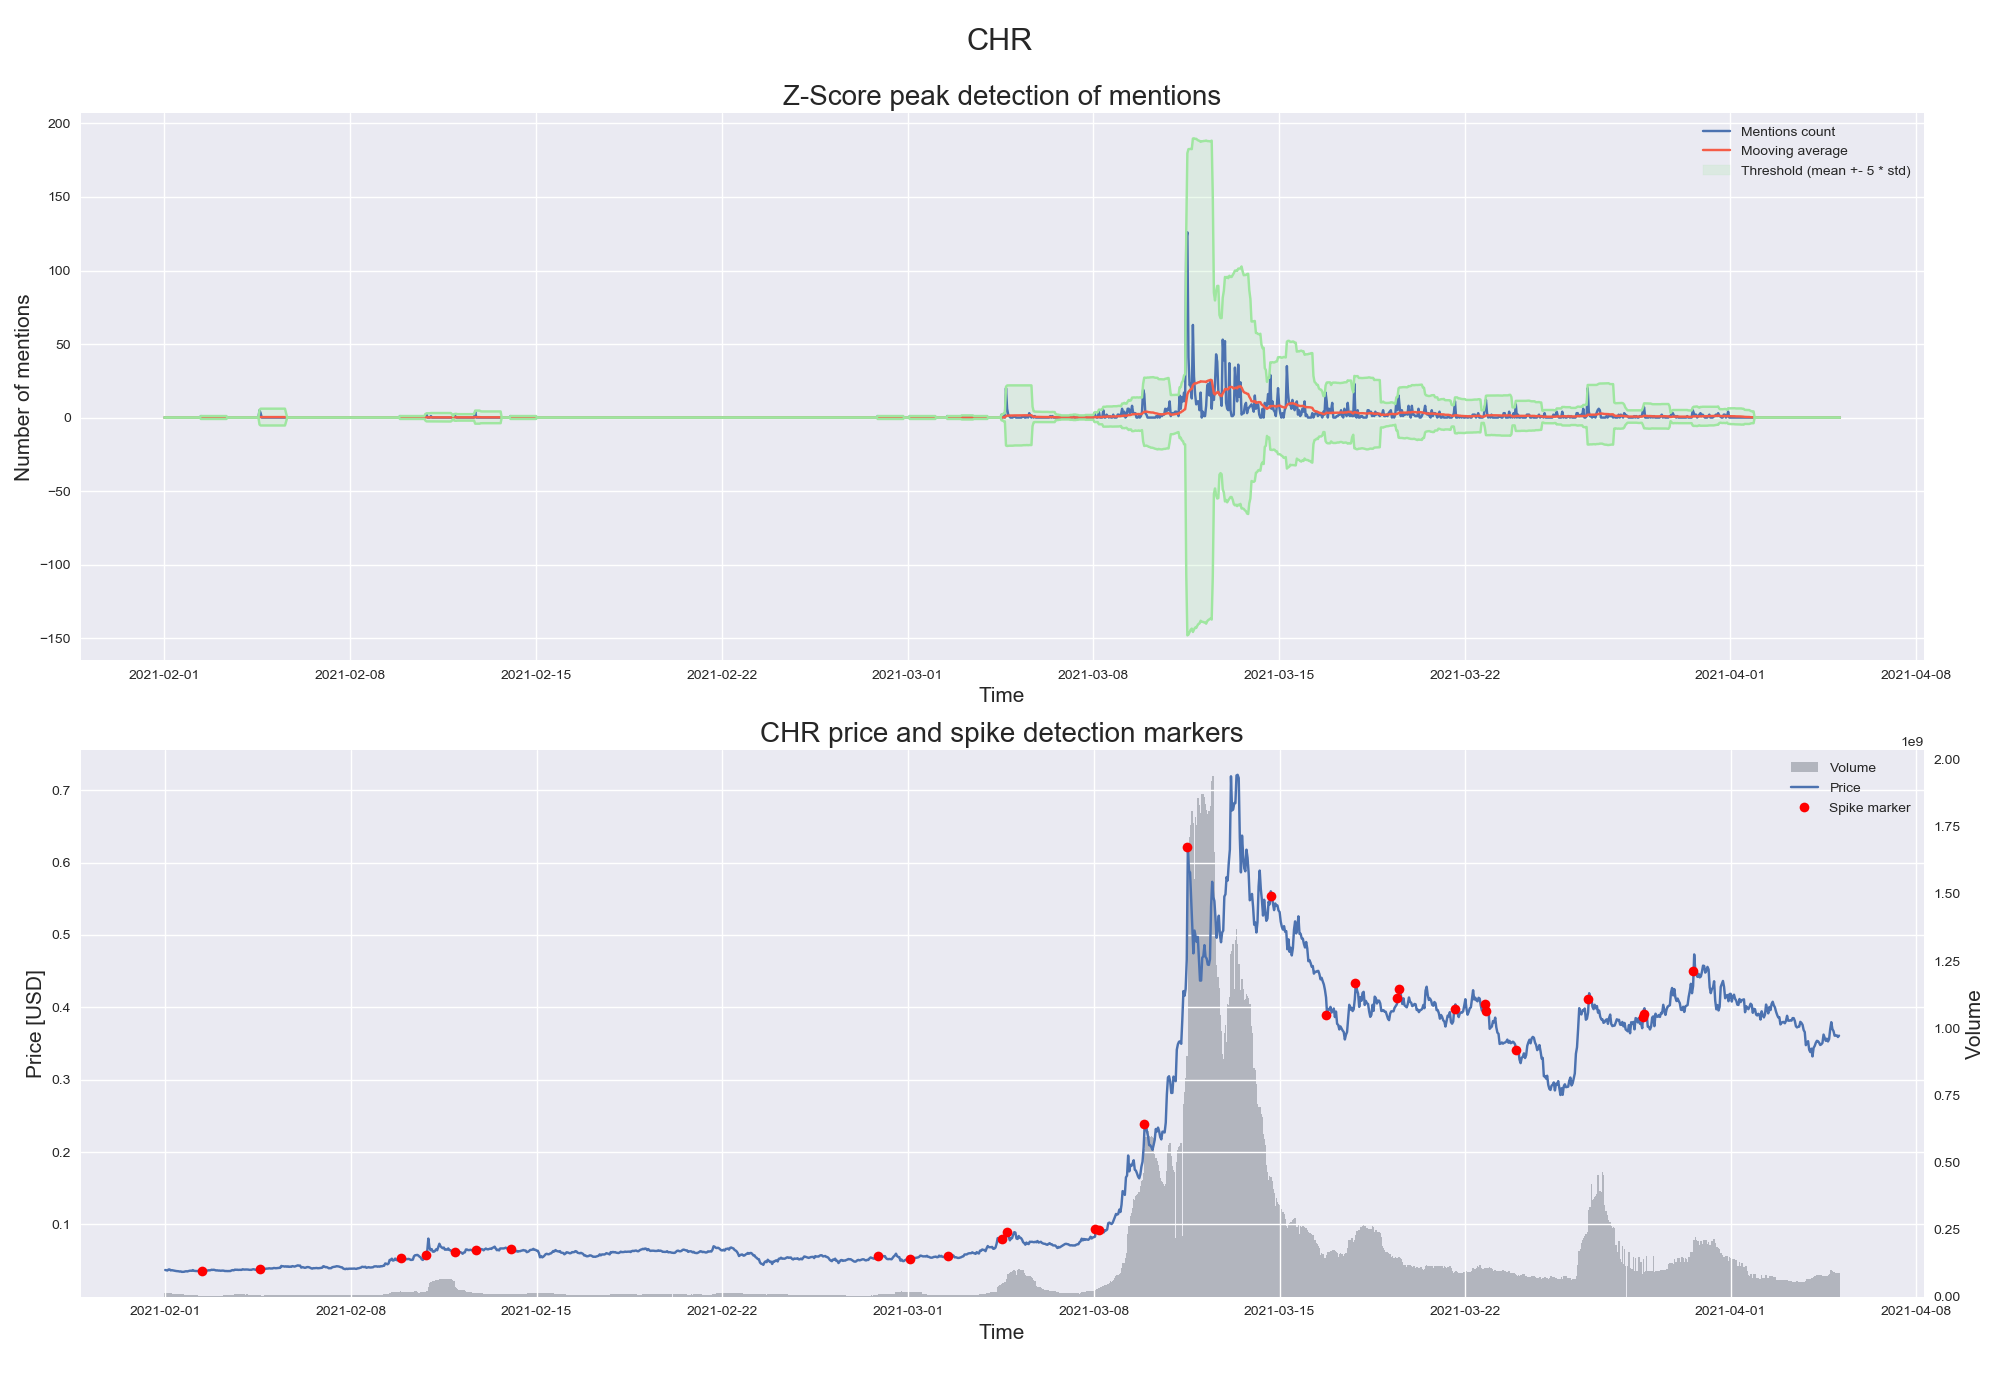 CHR
Z-Score peak detection of mentions
200
150
100
50
0
−50
−100
−150
Number of mentions
Mentions count
Mooving average
Threshold (mean +- 5 * std)
2021-02-01 2021-02-08 2021-02-15 2021-02-22 2021-03-01 2021-03-08 2021-03-15 2021-03-22 2021-04-01 2021-04-08
Time
CHR price and spike detection markers
1e9
0.7
0.6
0.5
0.4
0.3
0.2
0.1
Price [USD]
Volume
Price
Spike marker
2.00
1.75
1.50
1.25
1.00
0.75
0.50
0.25
0.00
Volume
2021-02-01 2021-02-08 2021-02-15 2021-02-22 2021-03-01 2021-03-08 2021-03-15 2021-03-22 2021-04-01 2021-04-08
Time